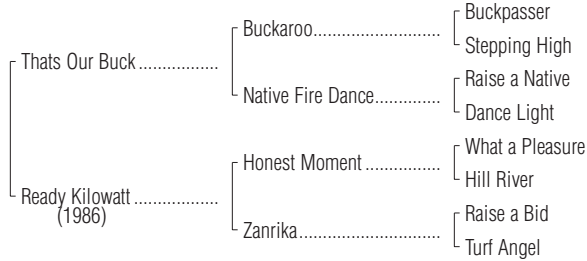 Buckpasser
Buckaroo
Stepping High
Thats Our Buck
Raise a Native
Native Fire Dance
Dance Light
What a Pleasure
Honest Moment
Hill River
Ready Kilowatt
(1986)
Raise a Bid
Zanrika
Turf Angel